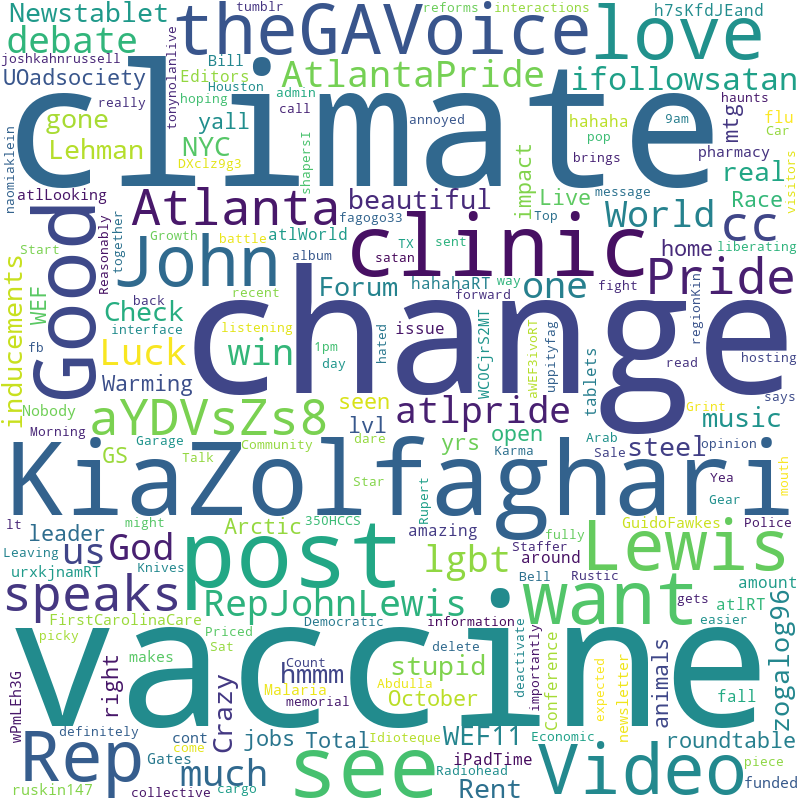 Newstablet
theGAVoice
tumblr
reforms
interactions
love
h7sKfdJEand
debate
joshkahnrussell
UOadsociety
really
tonynolanlive
Bill
Editors
Houston
hoping
admin
AtlantaPride
ifollowsatan
climate
gone
Lehman
yall
NYC
DXclz9g3
call
shapersI
annoyed
hahaha
pop
brings
9am
mtg
haunts
flu
Car
pharmacy
visitors
naomiaklein
atlLooking
Atlanta
beautiful
fagogo33
impact
Live
message
real
Race
World
cc
liberating
Good
Reasonably
together
Start
John
Growth
battle
atlWorld
album
TX
satan
sent
clinic
Top
fight
home
Pride
inducements
WEF
Check
back
interface
recent
Forum
hahahaRT
forward
way
one
regionKin
change
fb
Luck
win
listening
1pm
day
hated
issue
WCOCjrS2MT
aWEF3ivoRT
uppityfag
tablets
read
hosting
says
Warming
Nobody
Morning
aYDVsZs8
seen
lvl
atlpride
Grint
music
GS
Garage
Talk
Community
dare
yrs
open
Karma
Arab
Sale
steel
opinion
KiaZolfaghari
Star
Rupert
Yea
Gear
mouth
lt
Leaving
leader
might
Knives
urxkjnamRT
us
God
Arctic
350HCCS
post
amazing
lgbt
fully
Staffer
around
Bell
Rustic
GuidoFawkes
Police
Lewis
speaks
RepJohnLewis
want
gets
amount
atlRT
easier
zogalog96
FirstCarolinaCare
picky
makes
Priced
Sat
Democratic
information
delete
vaccine
wPmLEh3G
right
Crazy
Count
Malaria
memorial
hmmm
Abdulla
stupid
October
deactivate
importantly
Conference
expected
newsletter
animals
fall
Rep
definitely
cont
Gates
come
jobs
Total
Idioteque
WEF11
Economic
roundtable
piece
ruskin147
collective
much
cargo
see
iPadTime
Radiohead
Rent
Video
funded